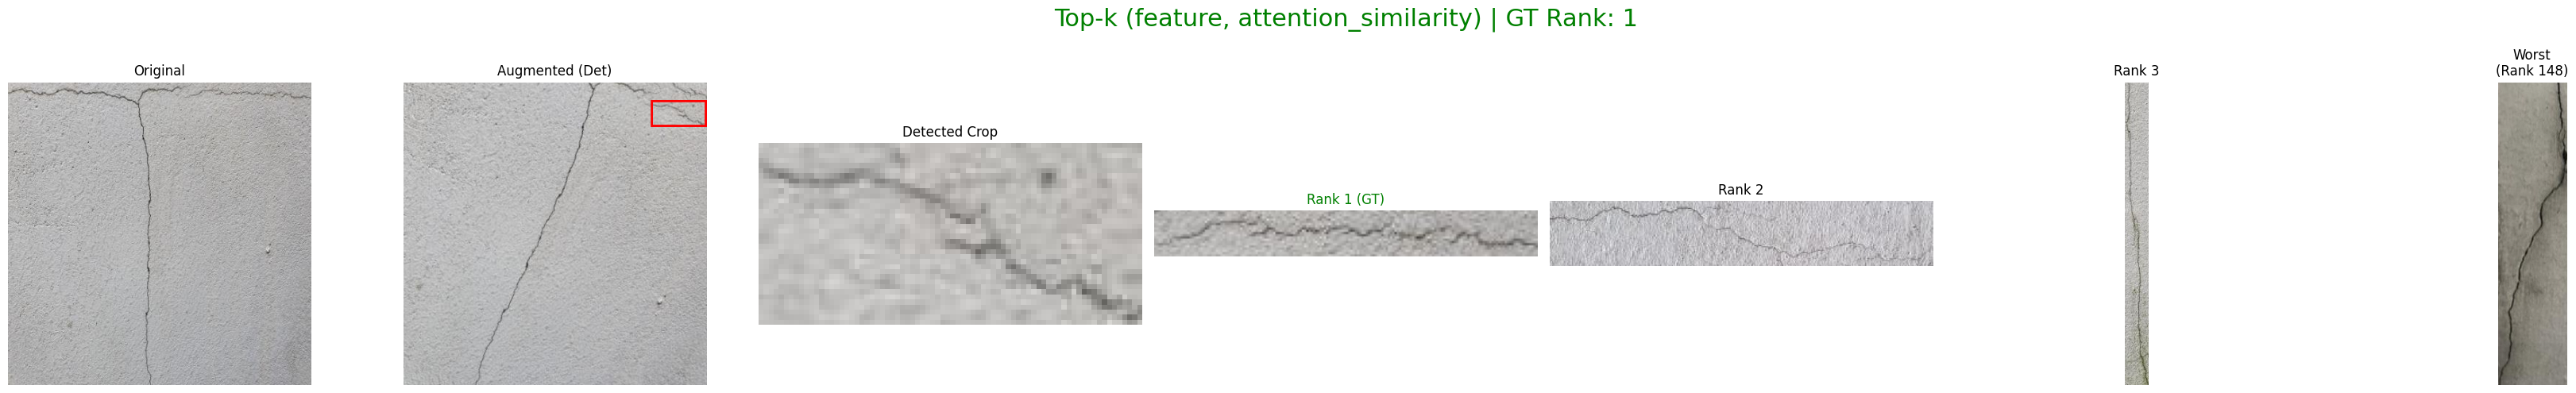 Top-k (feature, attention_similarity) | GT Rank: 1
Original
Augmented (Det)
Detected Crop
Rank 1 (GT)
Rank 2
Rank 3
Worst
(Rank 148)